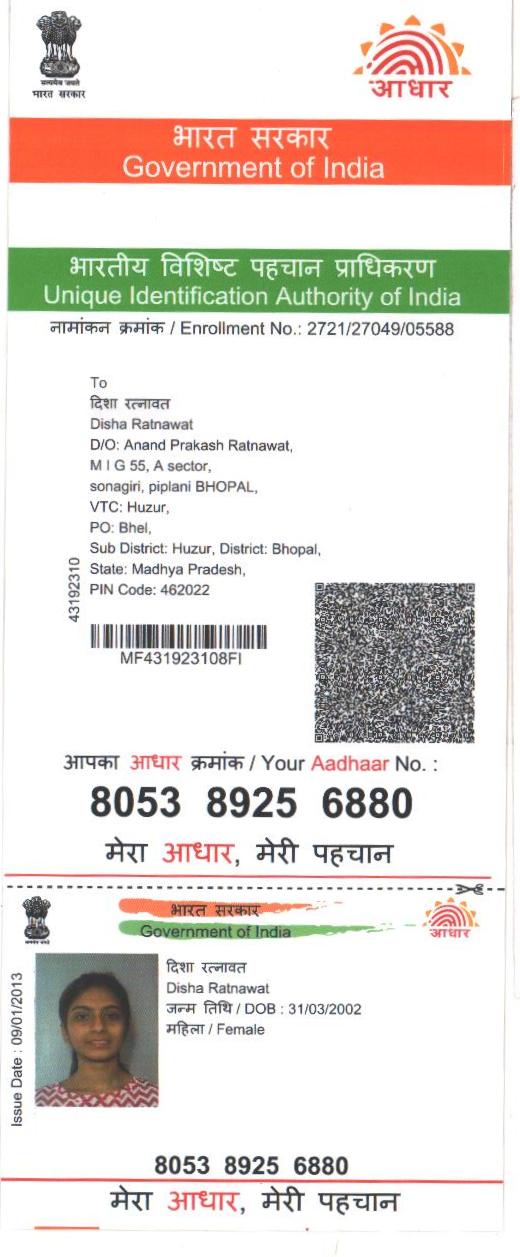 सत्यमेव जयते
भारत सरकार
आधार
भारत सरकार
Government of India
भारतीय विशिष्ट पहचान प्राधिकरण
Unique Identification Authority of India
नामांकन क्रमांक / Enrollment No.: 2721/27049/05588
To
दिशा रत्नावत
Disha Ratnawat
D/O: Anand Prakash Ratnawat,
M I G 55, A sector,
sonagiri, piplani BHOPAL,
VTC: Huzur,
PO: Bhel,
Sub District: Huzur, District: Bhopal,
State: Madhya Pradesh,
PIN Code: 462022
43192310
MF431923108FI
आपका आधार क्रमांक / Your Aadhaar No. :
8053 8925 6880
मेरा आधार, मेरी पहचान
भारत सरकार
Government of India
आधार
दिशा रत्नावत
Disha Ratnawat
जन्म तिथि / DOB : 31/03/2002
महिला / Female
Issue Date : 09/01/2013
8053 8925 6880
मेरा आधार, मेरी पहचान